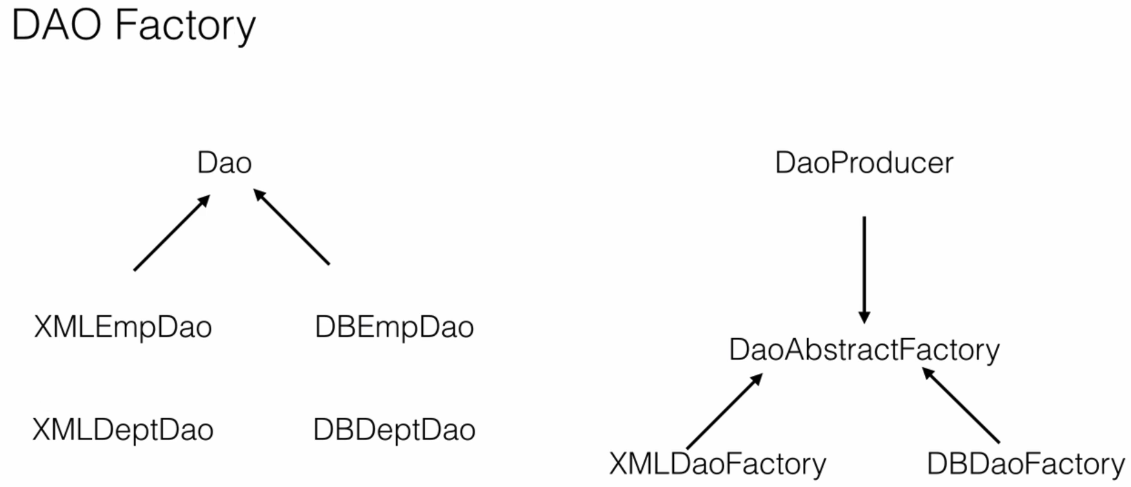 DAO Factory
Dao
DaoProducer
XMLEmpDao
DBEmpDao
DaoAbstractFactory
XMLDeptDao
DBDeptDao
XMLDaoFactory
DBDaoFactory